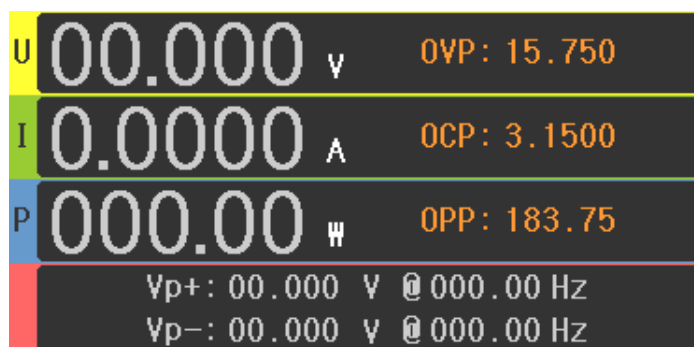 U 00.000 V OVP: 15.750
I 0.0000 A OCP: 3.1500
P 000.00 W OPP: 183.75
Vp+: 00.000 V @ 000.00 Hz
Vp-: 00.000 V @ 000.00 Hz